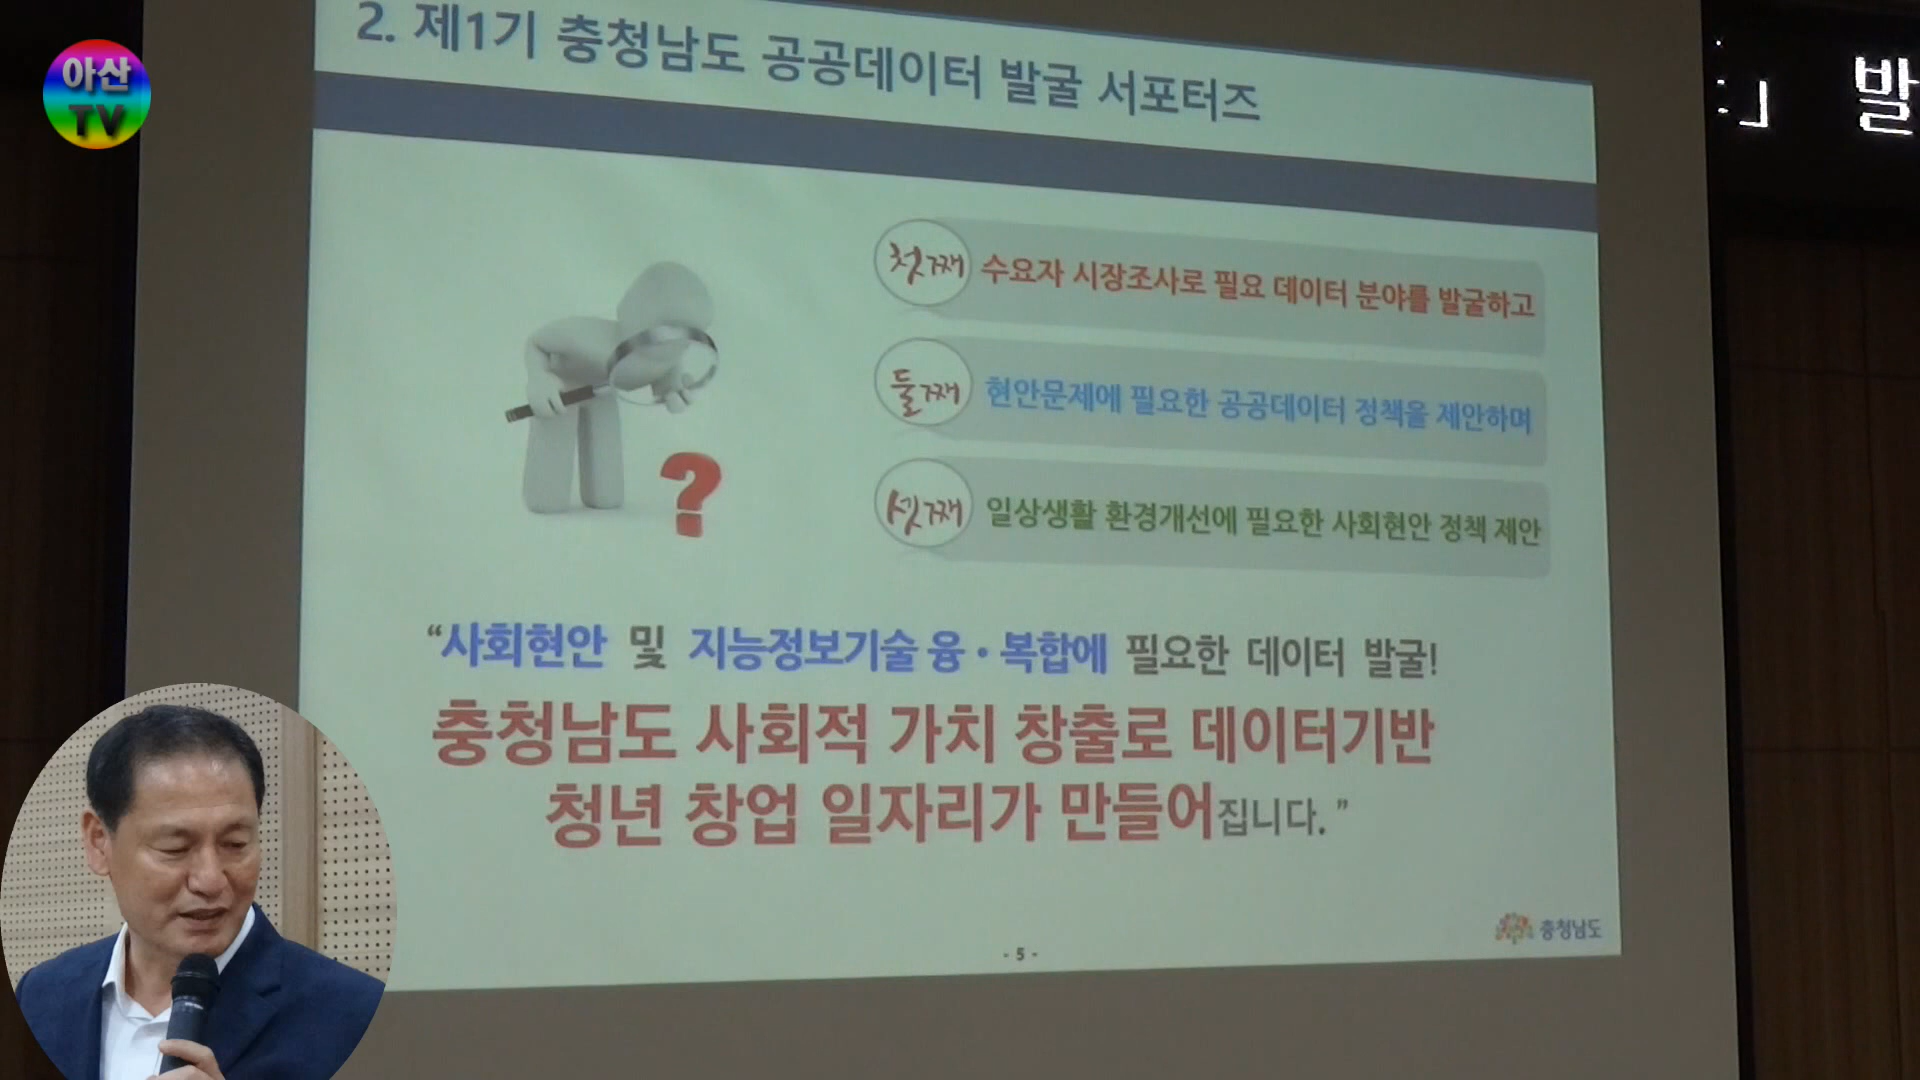 아산
TV
2. 제1기 충청남도 공공데이터 발굴 서포터즈
발
첫째 수요자 시장조사로 필요 데이터 분야를 발굴하고
둘째 현안문제에 필요한 공공데이터 정책을 제안하며
셋째 일상생활 환경개선에 필요한 사회현안 정책 제안
?
“사회현안 및 지능정보기술 융·복합에 필요한 데이터 발굴!
충청남도 사회적 가치 창출로 데이터기반
청년 창업 일자리가 만들어집니다.”
충청남도
- 5 -